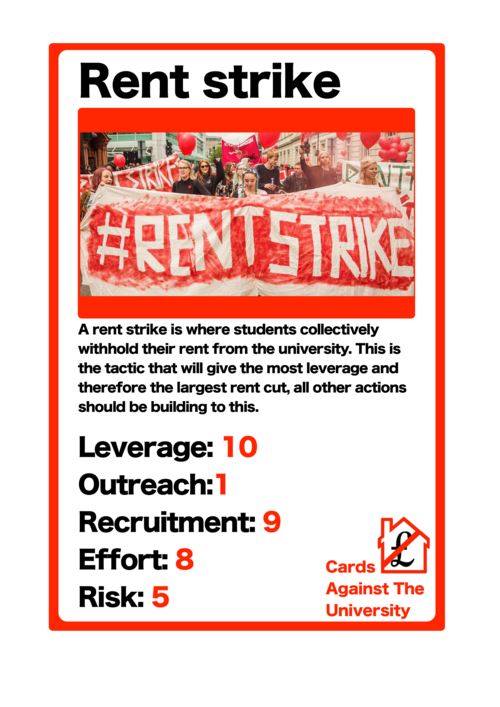 Rent strike
STRIK
RENT
#RENTSTRIKE
A rent strike is where students collectively
withhold their rent from the university. This is
the tactic that will give the most leverage and
therefore the largest rent cut, all other actions
should be building to this.
Leverage: 10
Outreach:1
Recruitment: 9
Effort: 8
Risk: 5
£
Cards
Against The
University